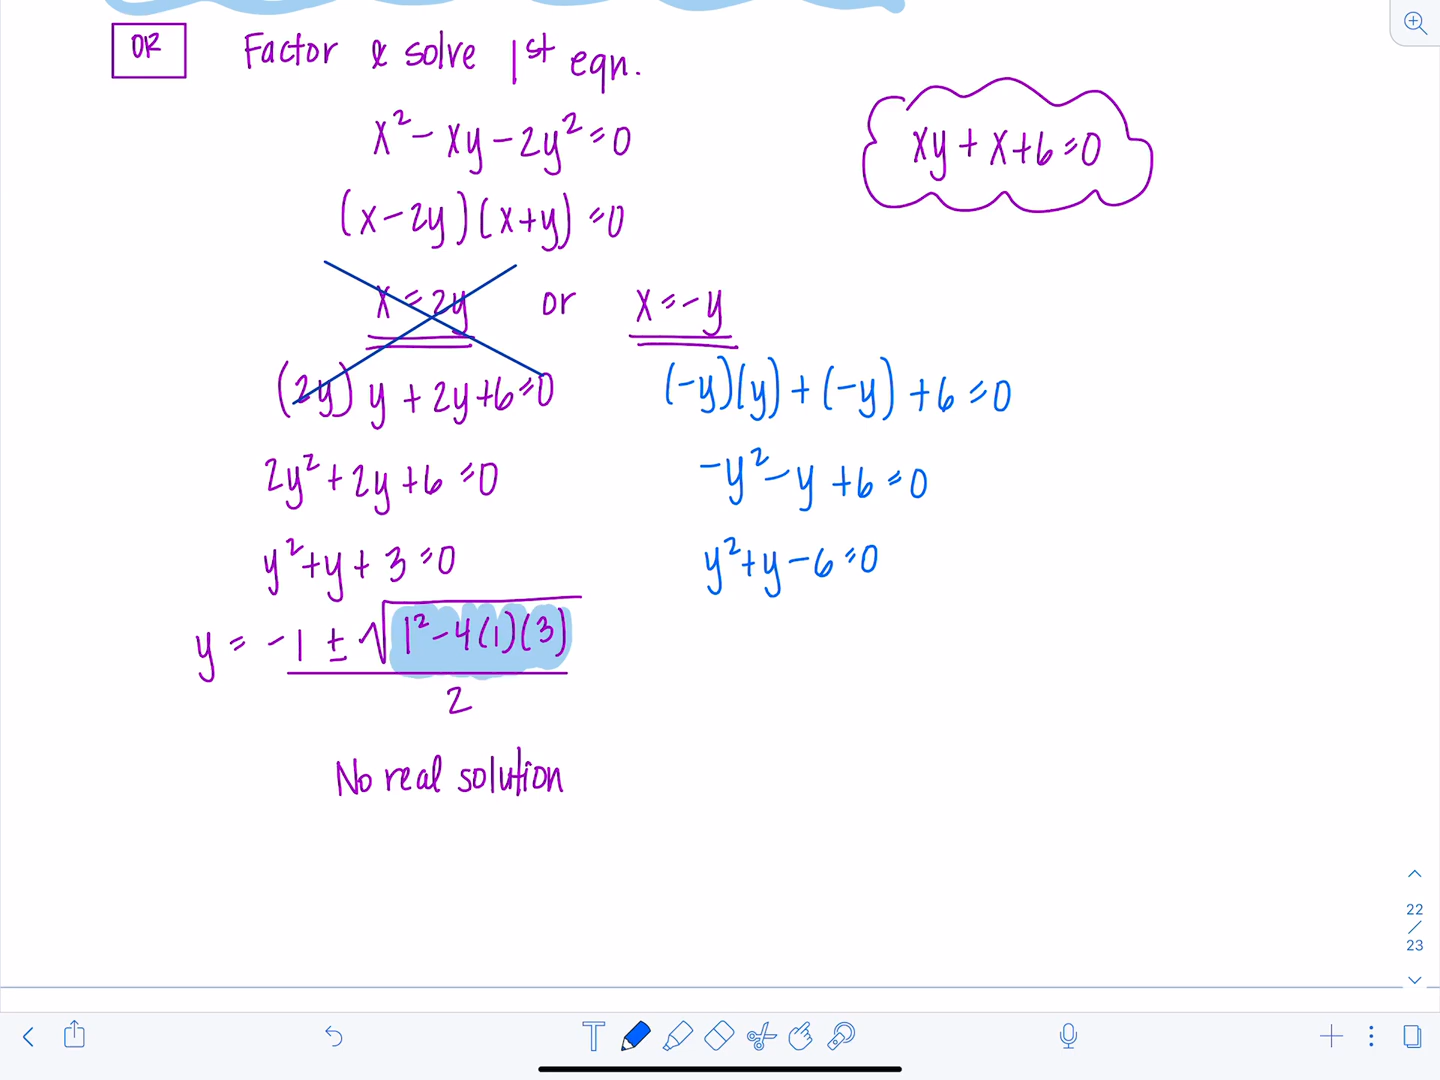 OR Factor & solve 1st eqn.
x² - xy - 2y² = 0
xy + x + 6 = 0
(x - 2y)(x + y) = 0
x = 2y or x = -y
(2y)y + 2y + 6 = 0
(-y)(y) + (-y) + 6 = 0
2y² + 2y + 6 = 0
-y² - y + 6 = 0
y² + y + 3 = 0
y² + y - 6 = 0
y = -1 ± √1² - 4(1)(3)
2
No real solution
22
/
23
T